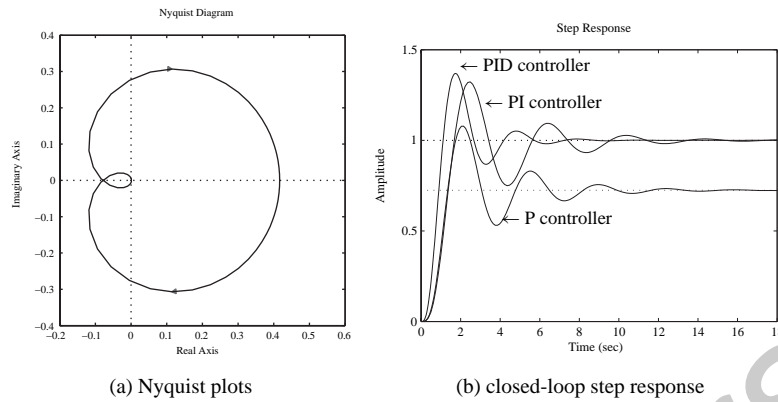 Nyquist Diagram
Imaginary Axis
0.4
0.3
0.2
0.1
0
−0.1
−0.2
−0.3
−0.4
−0.2 −0.1 0 0.1 0.2 0.3 0.4 0.5 0.6
Real Axis
(a) Nyquist plots
Step Response
Amplitude
1.5
1
0.5
0
← PID controller
← PI controller
← P controller
0 2 4 6 8 10 12 14 16 18
Time (sec)
(b) closed-loop step response